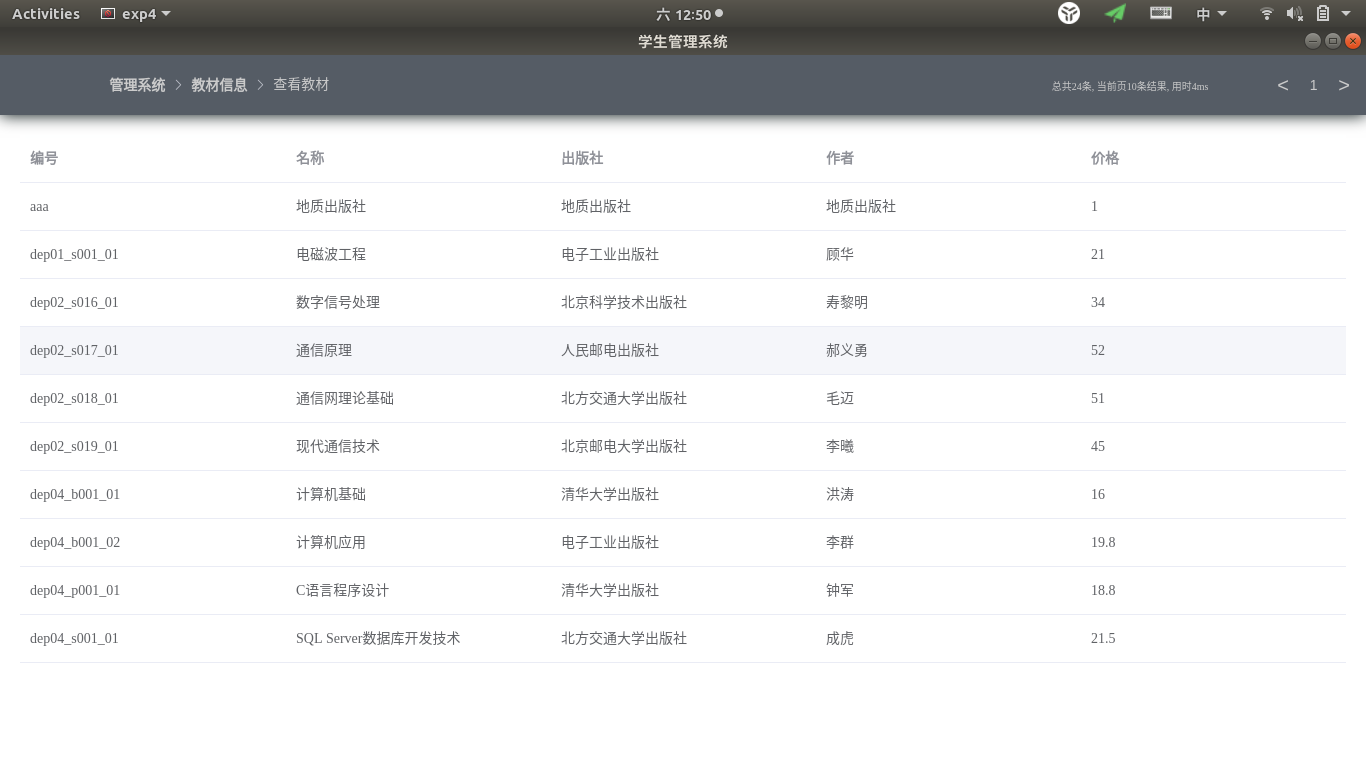 Activities exp4 六 12:50 中
学生管理系统
管理系统 > 教材信息 > 查看教材 总共24条, 当前页10条结果, 用时4ms < 1 >
编号 名称 出版社 作者 价格
aaa 地质出版社 地质出版社 地质出版社 1
dep01_s001_01 电磁波工程 电子工业出版社 顾华 21
dep02_s016_01 数字信号处理 北京科学技术出版社 寿黎明 34
dep02_s017_01 通信原理 人民邮电出版社 郝义勇 52
dep02_s018_01 通信网理论基础 北方交通大学出版社 毛迈 51
dep02_s019_01 现代通信技术 北京邮电大学出版社 李曦 45
dep04_b001_01 计算机基础 清华大学出版社 洪涛 16
dep04_b001_02 计算机应用 电子工业出版社 李群 19.8
dep04_p001_01 C语言程序设计 清华大学出版社 钟军 18.8
dep04_s001_01 SQL Server数据库开发技术 北方交通大学出版社 成虎 21.5